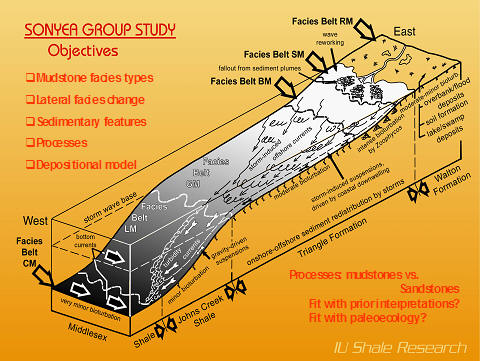 SONYEA GROUP STUDY
Objectives
Mudstone facies types
Lateral facies change
Sedimentary features
Processes
Depositional model
Facies Belt RM
East
wave
reworking
Facies Belt SM
fallout from sediment plumes
Facies Belt BM
moderate-minor bioturb.
overbank/flood
deposits
soil formation
lake/swamp
deposits
intense bioturbation
by Zoophycos
storm-induced
offshore currents
moderate bioturbation
storm-induced suspensions,
driven by coastal downwelling
Walton
Formation
onshore-offshore sediment redistribution by storms
Triangle Formation
Facies
Belt
GM
storm wave base
Facies
Belt
LM
West
Facies
Belt
CM
bottom
currents
turbidity
currents
gravity-driven
suspensions
minor bioturbation
very minor bioturbation
Middlesex
Shale
Johns Creek
Shale
Processes: mudstones vs.
Sandstones
Fit with prior interpretations?
Fit with paleoecology?
IU Shale Research